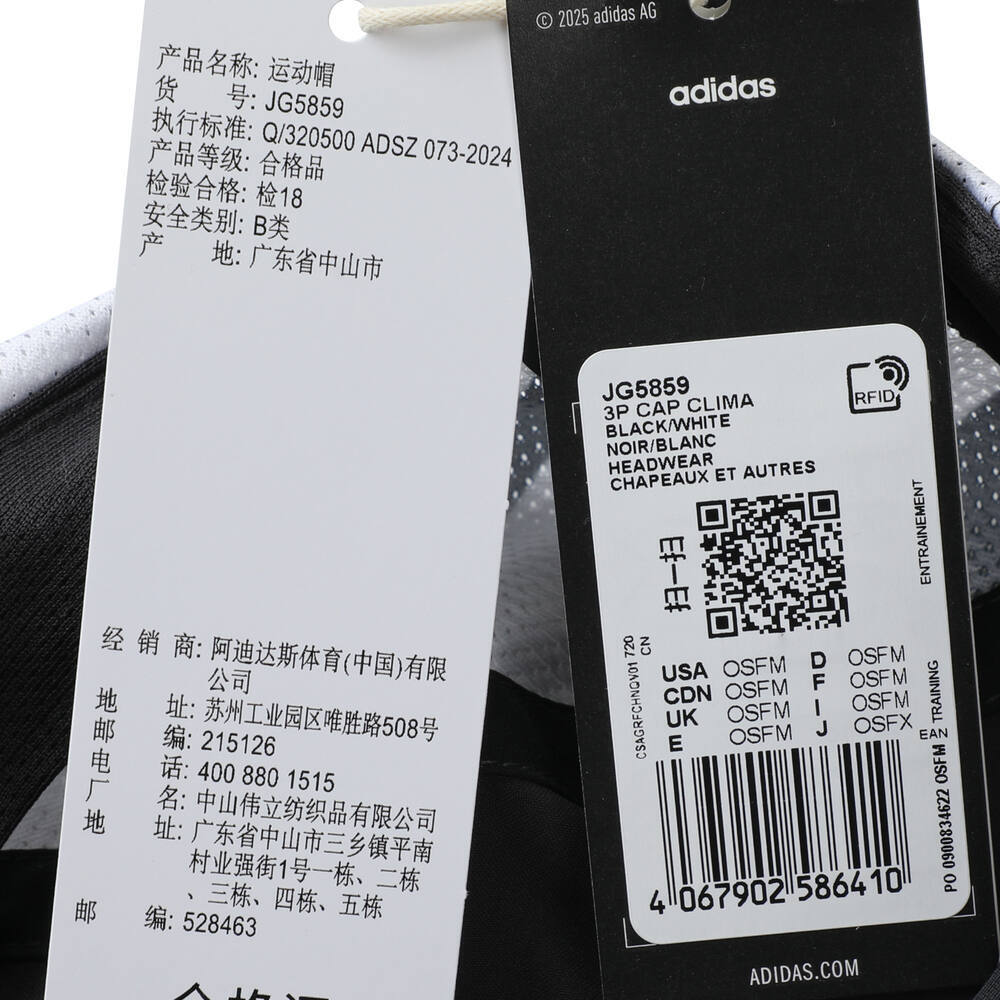 产品名称: 运动帽
货 号: JG5859
执行标准: Q/320500 ADSZ 073-2024
产品等级: 合格品
检验合格: 检18
安全类别: B类
产 地: 广东省中山市
经 销 商: 阿迪达斯体育(中国)有限
公司
地 址: 苏州工业园区唯胜路508号
邮 编: 215126
电 话: 400 880 1515
厂 名: 中山伟立纺织品有限公司
地 址: 广东省中山市三乡镇平南
村业强街1号一栋、二栋
、三栋、四栋、五栋
邮 编: 528463
© 2025 adidas AG
adidas
JG5859
3P CAP CLIMA
BLACK/WHITE
NOIR/BLANC
HEADWEAR
CHAPEAUX ET AUTRES
RFID
扫一扫
ENTRAINEMENT
CSAGRFCHNQV01 720
CN
USA OSFM D OSFM
CDN OSFM F OSFM
UK OSFM I OSFM
E OSFM J OSFX
TRAINING
EAN
PO 0900834622 OSFM
4 067902 586410
ADIDAS.COM